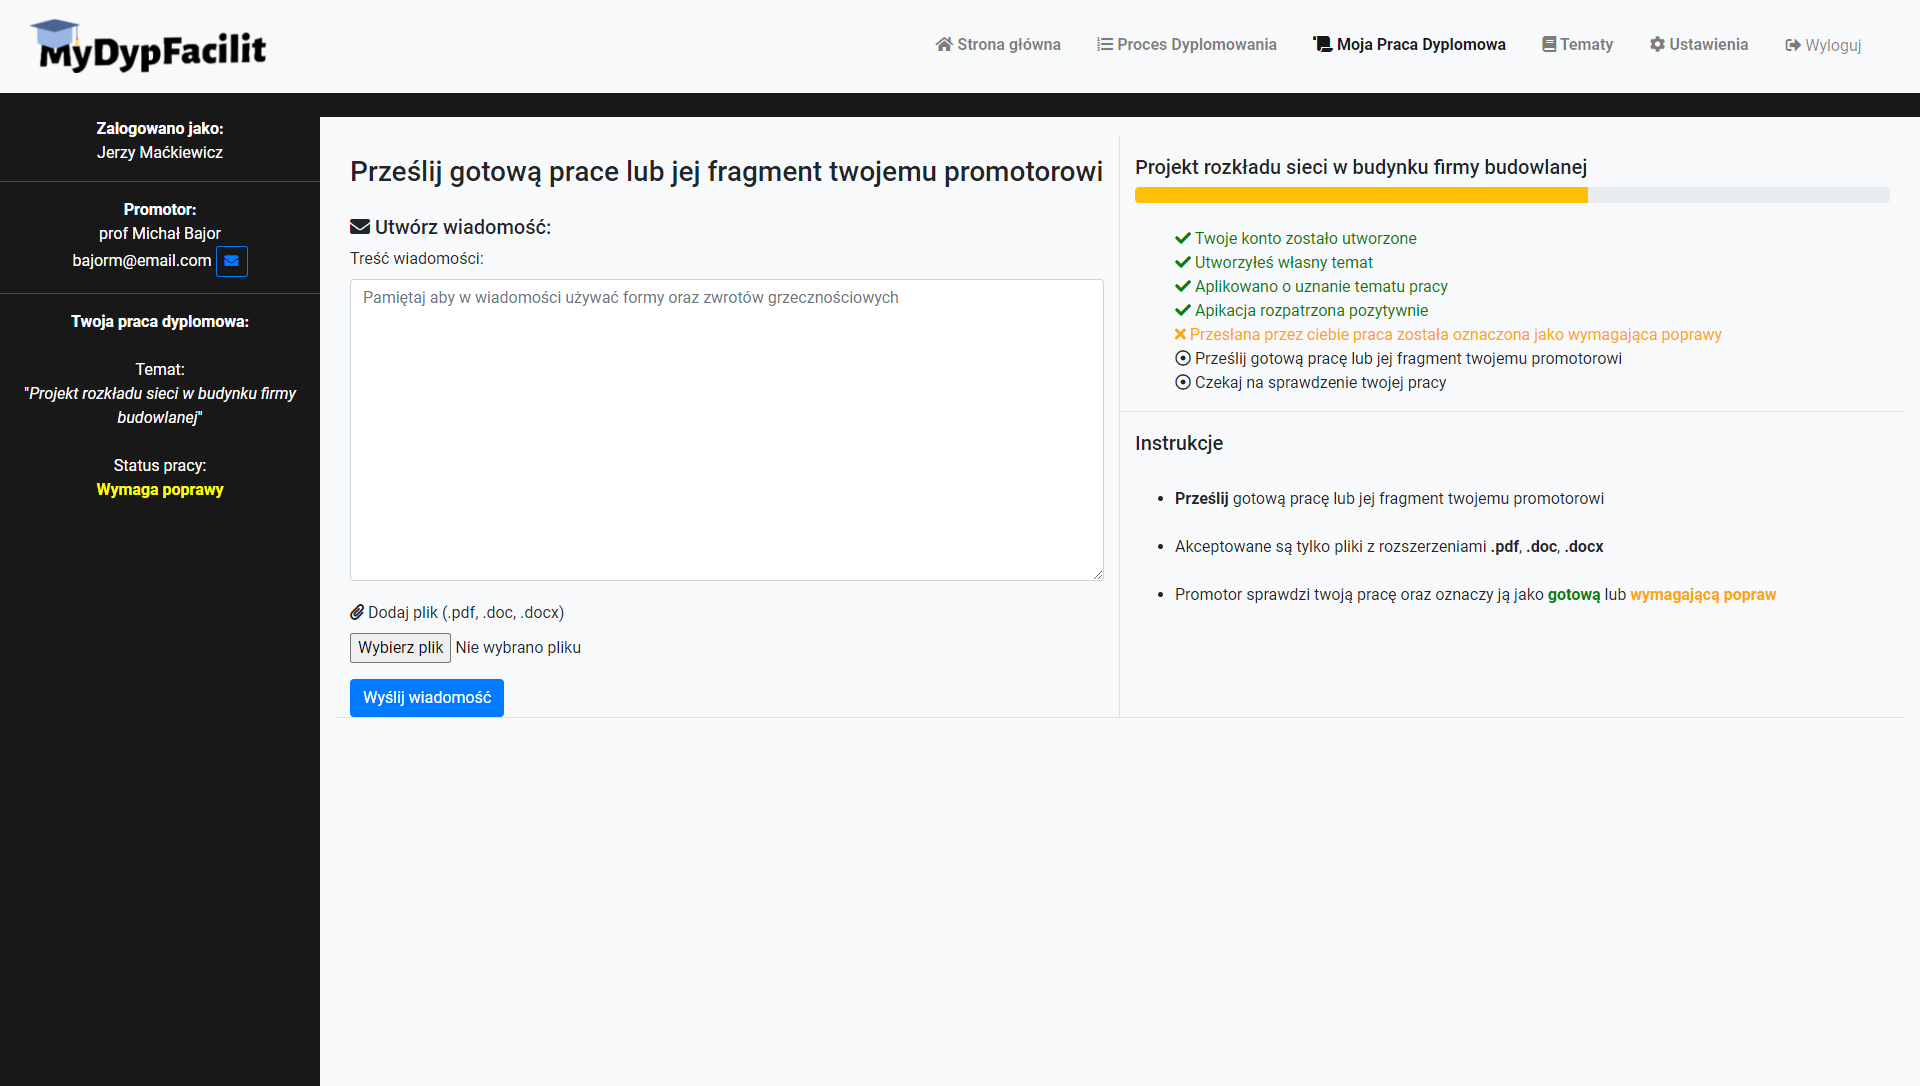 MyDypFacilit
Strona główna
Proces Dyplomowania
Moja Praca Dyplomowa
Tematy
Ustawienia
Wyloguj
Zalogowano jako:
Jerzy Maćkiewicz
Promotor:
prof Michał Bajor
bajorm@email.com
Twoja praca dyplomowa:
Temat:
"Projekt rozkładu sieci w budynku firmy
budowlanej"
Status pracy:
Wymaga poprawy
Prześlij gotową prace lub jej fragment twojemu promotorowi
Utwórz wiadomość:
Treść wiadomości:
Pamiętaj aby w wiadomości używać formy oraz zwrotów grzecznościowych
Dodaj plik (.pdf, .doc, .docx)
Wybierz plik Nie wybrano pliku
Wyślij wiadomość
Projekt rozkładu sieci w budynku firmy budowlanej
Twoje konto zostało utworzone
Utworzyłeś własny temat
Aplikowano o uznanie tematu pracy
Apikacja rozpatrzona pozytywnie
Przesłana przez ciebie praca została oznaczona jako wymagająca poprawy
Prześlij gotową pracę lub jej fragment twojemu promotorowi
Czekaj na sprawdzenie twojej pracy
Instrukcje
Prześlij gotową pracę lub jej fragment twojemu promotorowi
Akceptowane są tylko pliki z rozszerzeniami .pdf, .doc, .docx
Promotor sprawdzi twoją pracę oraz oznaczy ją jako gotową lub wymagającą popraw